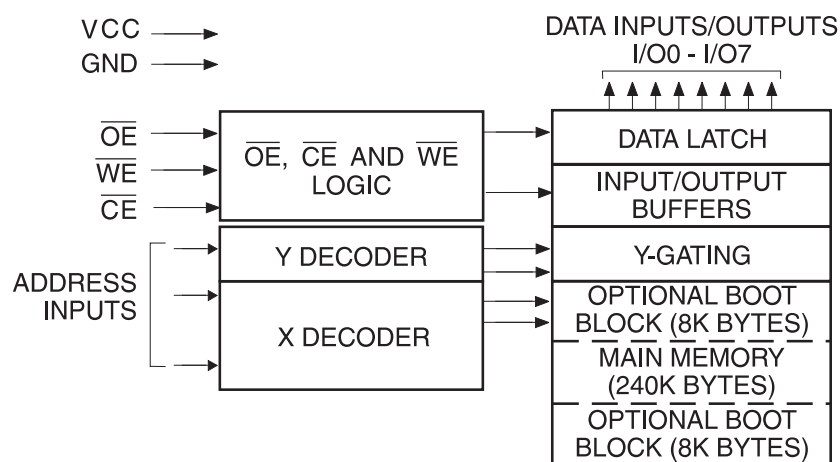 VCC
GND
DATA INPUTS/OUTPUTS
I/O0 - I/O7
OE
WE
CE
OE, CE AND WE
LOGIC
DATA LATCH
INPUT/OUTPUT
BUFFERS
ADDRESS
INPUTS
Y DECODER
Y-GATING
X DECODER
OPTIONAL BOOT
BLOCK (8K BYTES)
MAIN MEMORY
(240K BYTES)
OPTIONAL BOOT
BLOCK (8K BYTES)